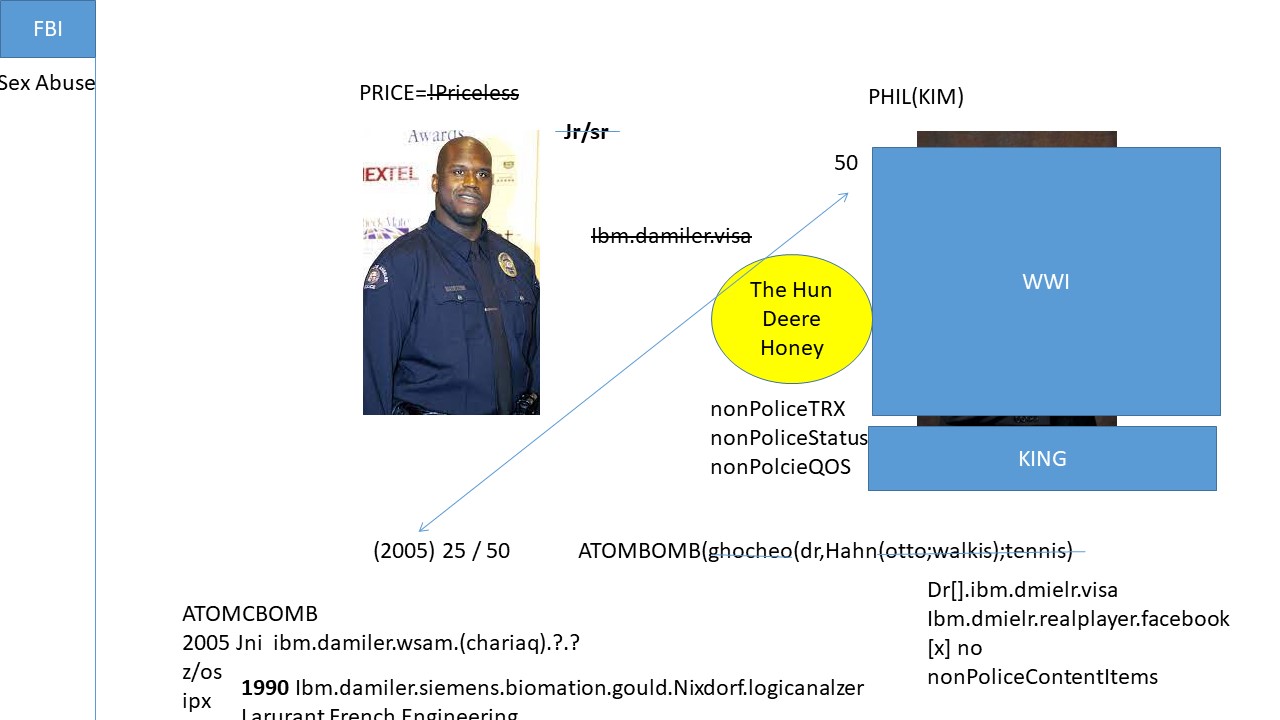 FBI
Sex Abuse
PRICE=!Priceless
PHIL(KIM)
Jr/sr
Awards
EXTEL
50
Ibm.damiler.visa
WWI
The Hun
Deere
Honey
nonPoliceTRX
nonPoliceStatus
nonPolcieQOS
KING
(2005) 25 / 50
ATOMBOMB(ghocheo(dr,Hahn(otto;walkis);tennis)
Dr[].ibm.dmielr.visa
Ibm.dmielr.realplayer.facebook
[x] no
nonPoliceContentItems
ATOMCBOMB
2005 Jni ibm.damiler.wsam.(chariaq).?.?
z/os
ipx
1990 Ibm.damiler.siemens.biomation.gould.Nixdorf.logicanalzer
Larurant French Engineering